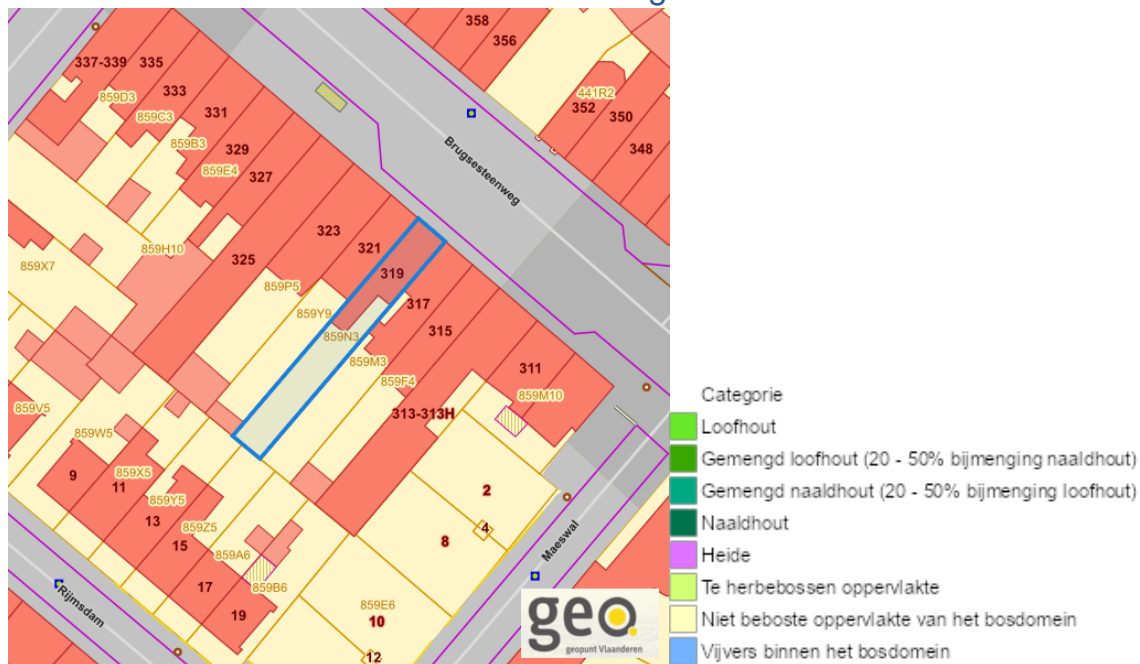 358
356
337-339
335
333
331
329
327
859D3
859C3
859B3
859E4
441R2
352
350
348
Brugsesteenweg
859H10
859X7
325
323
321
319
317
315
311
859P5
859Y9
859N3
859M3
859F4
859M10
313-313H
859V5
859W5
859X5
859Y5
859Z5
859A6
859B6
9
11
13
15
17
19
2
4
8
859E6
10
12
Maeswal
Rijmsdam
geo.
geopunt Vlaanderen
Categorie
Loofhout
Gemengd loofhout (20 - 50% bijmenging naaldhout)
Gemengd naaldhout (20 - 50% bijmenging loofhout)
Naaldhout
Heide
Te herbebossen oppervlakte
Niet beboste oppervlakte van het bosdomein
Vijvers binnen het bosdomein